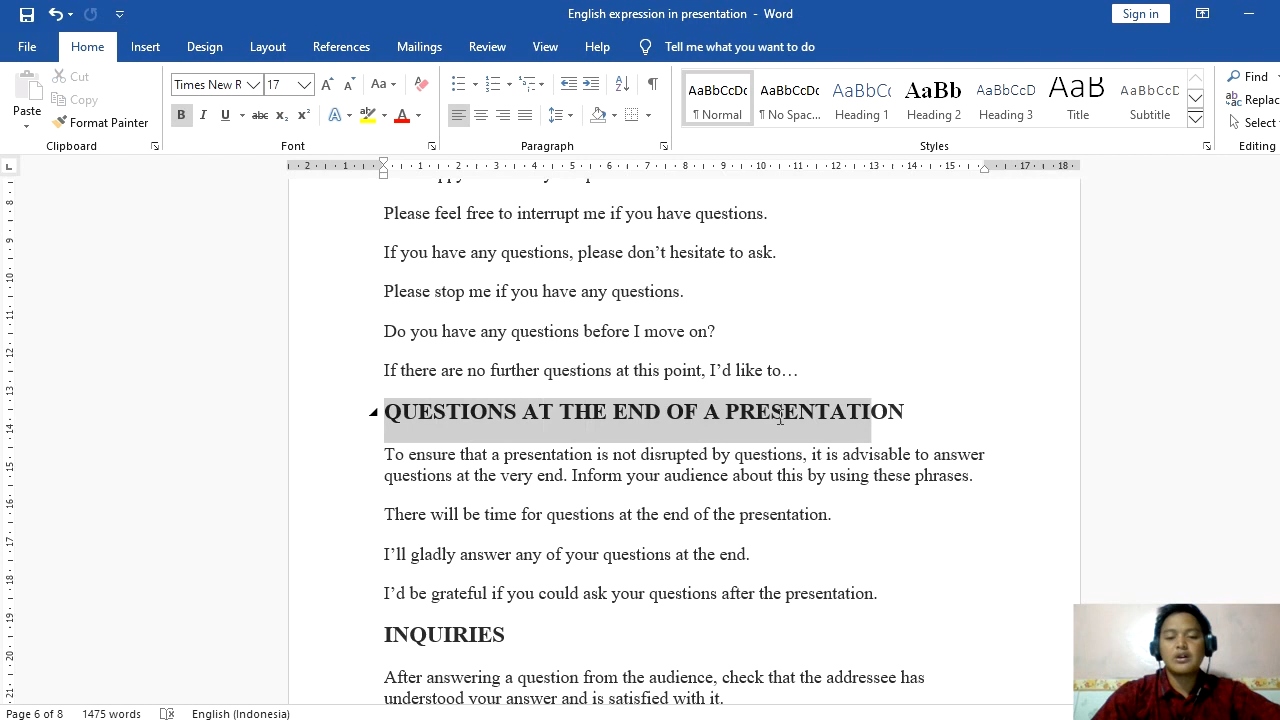 English expression in presentation - Word
Sign in
File Home Insert Design Layout References Mailings Review View Help Tell me what you want to do
Paste
Cut
Copy
Format Painter
Clipboard
Times New R 17
Font
Paragraph
AaBbCcDc AaBbCcDc AaBbCc AaBb AaBbCcD AaB AaBbCcD
¶ Normal ¶ No Spac... Heading 1 Heading 2 Heading 3 Title Subtitle
Styles
Find
Replac
Select
Editing
Please feel free to interrupt me if you have questions.
If you have any questions, please don’t hesitate to ask.
Please stop me if you have any questions.
Do you have any questions before I move on?
If there are no further questions at this point, I’d like to…
QUESTIONS AT THE END OF A PRESENTATION
To ensure that a presentation is not disrupted by questions, it is advisable to answer
questions at the very end. Inform your audience about this by using these phrases.
There will be time for questions at the end of the presentation.
I’ll gladly answer any of your questions at the end.
I’d be grateful if you could ask your questions after the presentation.
INQUIRIES
After answering a question from the audience, check that the addressee has
understood your answer and is satisfied with it.
Page 6 of 8 1475 words English (Indonesia)